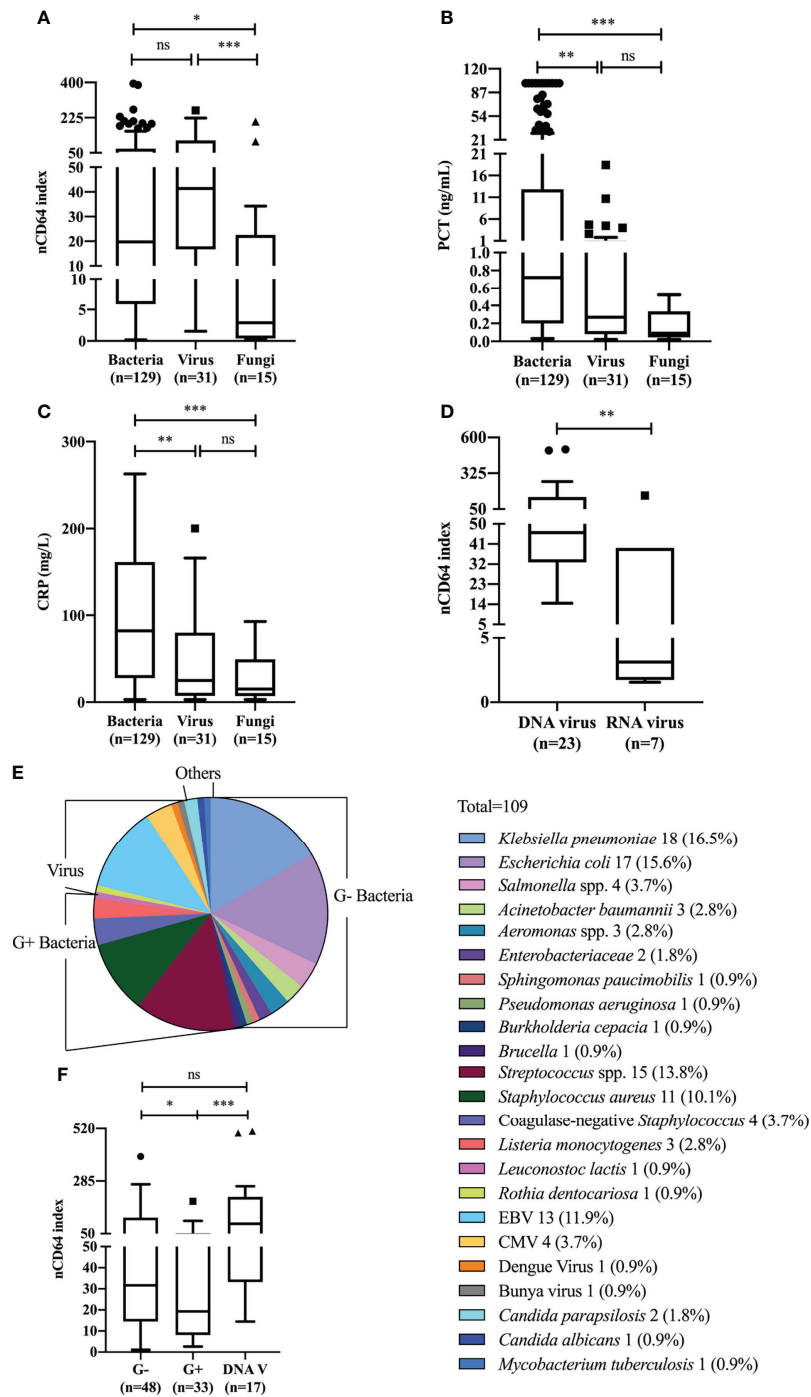 A
*
ns
***
400
225
50
50
40
30
20
10
10
5
0
nCD64 index
Bacteria
(n=129)
Virus
(n=31)
Fungi
(n=15)
B
***
**
ns
120
87
54
21
21
16
11
6
1
1.0
0.8
0.6
0.4
0.2
0.0
PCT (ng/mL)
Bacteria
(n=129)
Virus
(n=31)
Fungi
(n=15)
C
***
**
ns
300
200
100
0
CRP (mg/L)
Bacteria
(n=129)
Virus
(n=31)
Fungi
(n=15)
D
**
600
325
50
50
41
32
23
14
5
5
0
nCD64 index
DNA virus
(n=23)
RNA virus
(n=7)
E
Others
Virus
G+ Bacteria
G- Bacteria
Total=109
Klebsiella pneumoniae 18 (16.5%)
Escherichia coli 17 (15.6%)
Salmonella spp. 4 (3.7%)
Acinetobacter baumannii 3 (2.8%)
Aeromonas spp. 3 (2.8%)
Enterobacteriaceae 2 (1.8%)
Sphingomonas paucimobilis 1 (0.9%)
Pseudomonas aeruginosa 1 (0.9%)
Burkholderia cepacia 1 (0.9%)
Brucella 1 (0.9%)
Streptococcus spp. 15 (13.8%)
Staphylococcus aureus 11 (10.1%)
Coagulase-negative Staphylococcus 4 (3.7%)
Listeria monocytogenes 3 (2.8%)
Leuconostoc lactis 1 (0.9%)
Rothia dentocariosa 1 (0.9%)
EBV 13 (11.9%)
CMV 4 (3.7%)
Dengue Virus 1 (0.9%)
Bunya virus 1 (0.9%)
Candida parapsilosis 2 (1.8%)
Candida albicans 1 (0.9%)
Mycobacterium tuberculosis 1 (0.9%)
F
ns
*
***
520
285
50
50
40
30
20
10
0
nCD64 index
G-
(n=48)
G+
(n=33)
DNA V
(n=17)